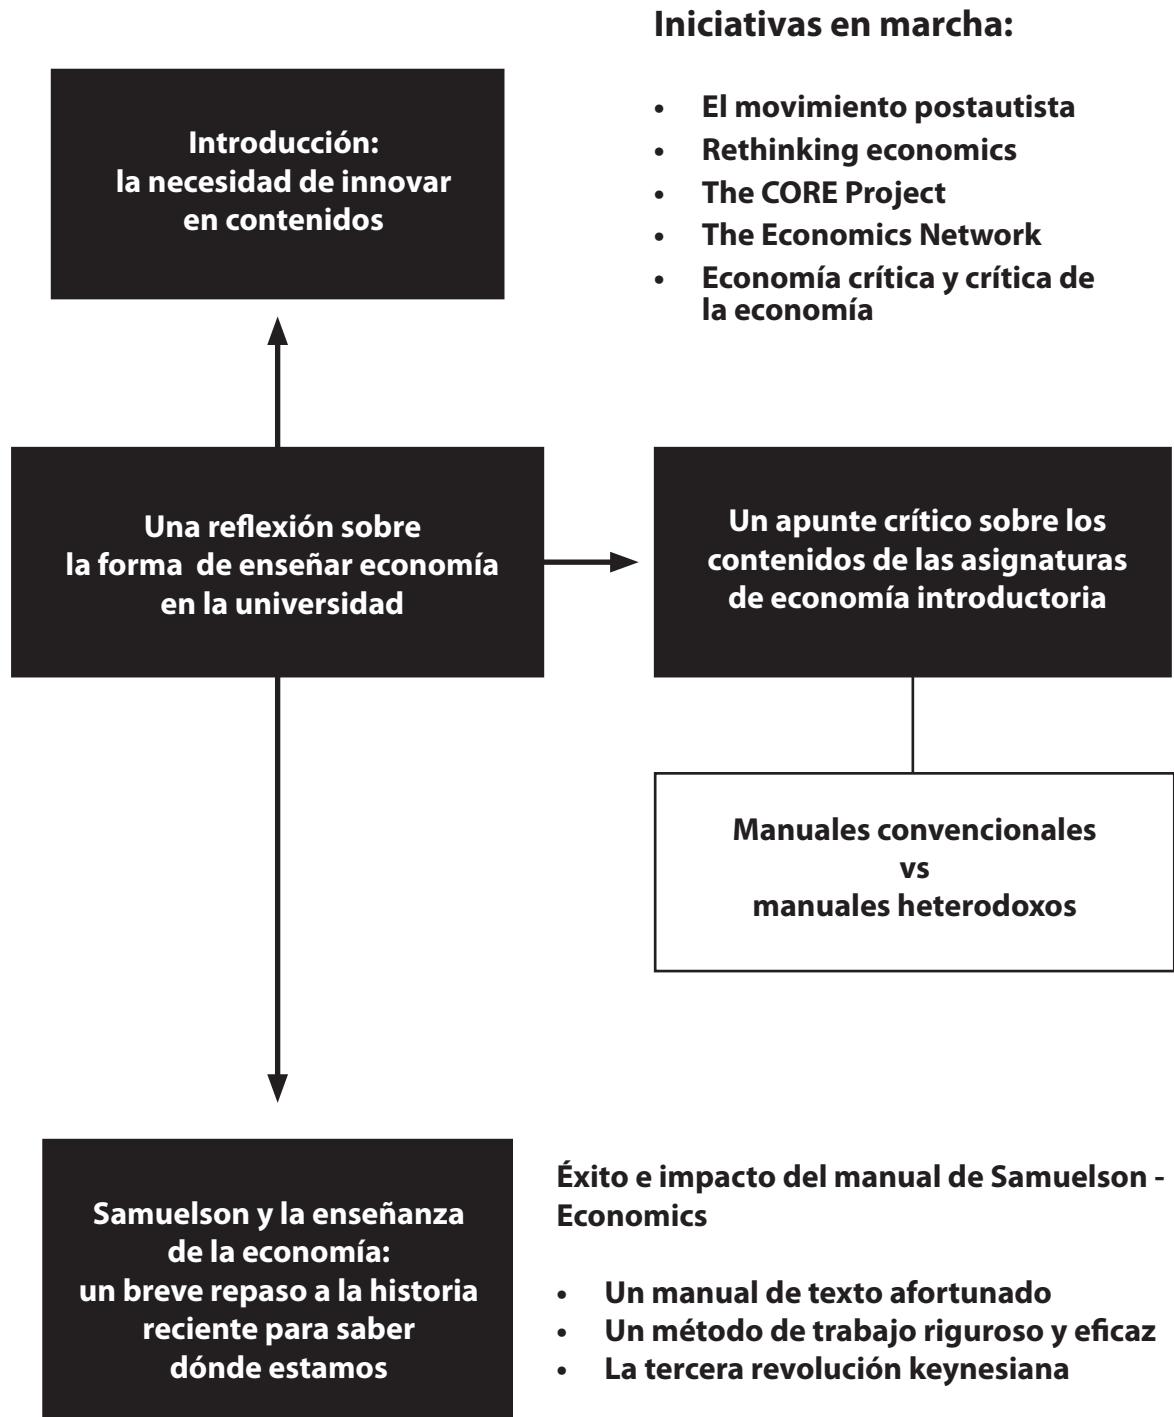 Iniciativas en marcha:
Introducción:
la necesidad de innovar
en contenidos
• El movimiento postautista
• Rethinking economics
• The CORE Project
• The Economics Network
• Economía crítica y crítica de
la economía
Una reflexión sobre
la forma de enseñar economía
en la universidad
Un apunte crítico sobre los
contenidos de las asignaturas
de economía introductoria
Manuales convencionales
vs
manuales heterodoxos
Samuelson y la enseñanza
de la economía:
un breve repaso a la historia
reciente para saber
dónde estamos
Éxito e impacto del manual de Samuelson -
Economics
• Un manual de texto afortunado
• Un método de trabajo riguroso y eficaz
• La tercera revolución keynesiana